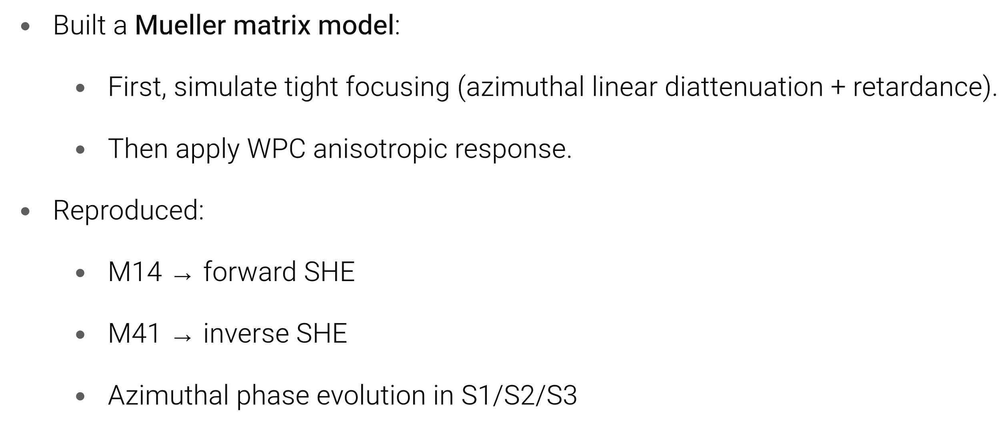 • Built a Mueller matrix model:
• First, simulate tight focusing (azimuthal linear diattenuation + retardance).
• Then apply WPC anisotropic response.
• Reproduced:
• M14 → forward SHE
• M41 → inverse SHE
• Azimuthal phase evolution in S1/S2/S3